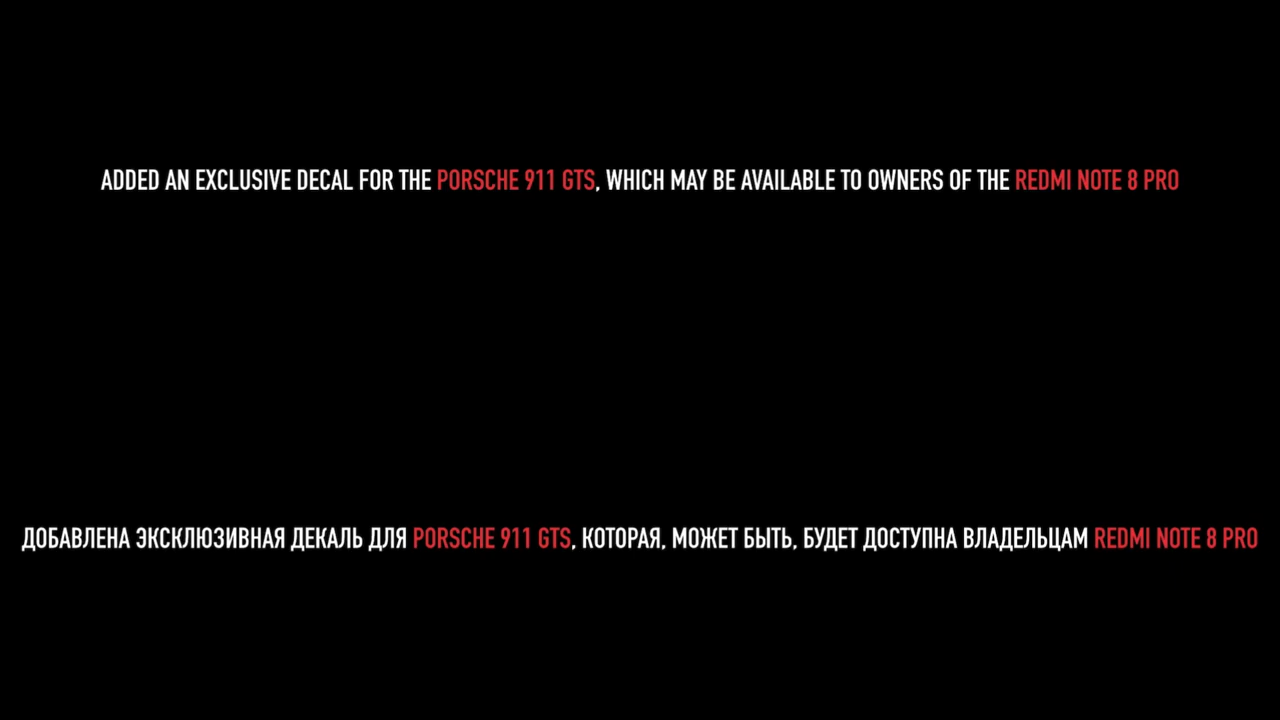 ADDED AN EXCLUSIVE DECAL FOR THE PORSCHE 911 GTS, WHICH MAY BE AVAILABLE TO OWNERS OF THE REDMI NOTE 8 PRO
ДОБАВЛЕНА ЭКСКЛЮЗИВНАЯ ДЕКАЛЬ ДЛЯ PORSCHE 911 GTS, КОТОРАЯ, МОЖЕТ БЫТЬ, БУДЕТ ДОСТУПНА ВЛАДЕЛЬЦАМ REDMI NOTE 8 PRO